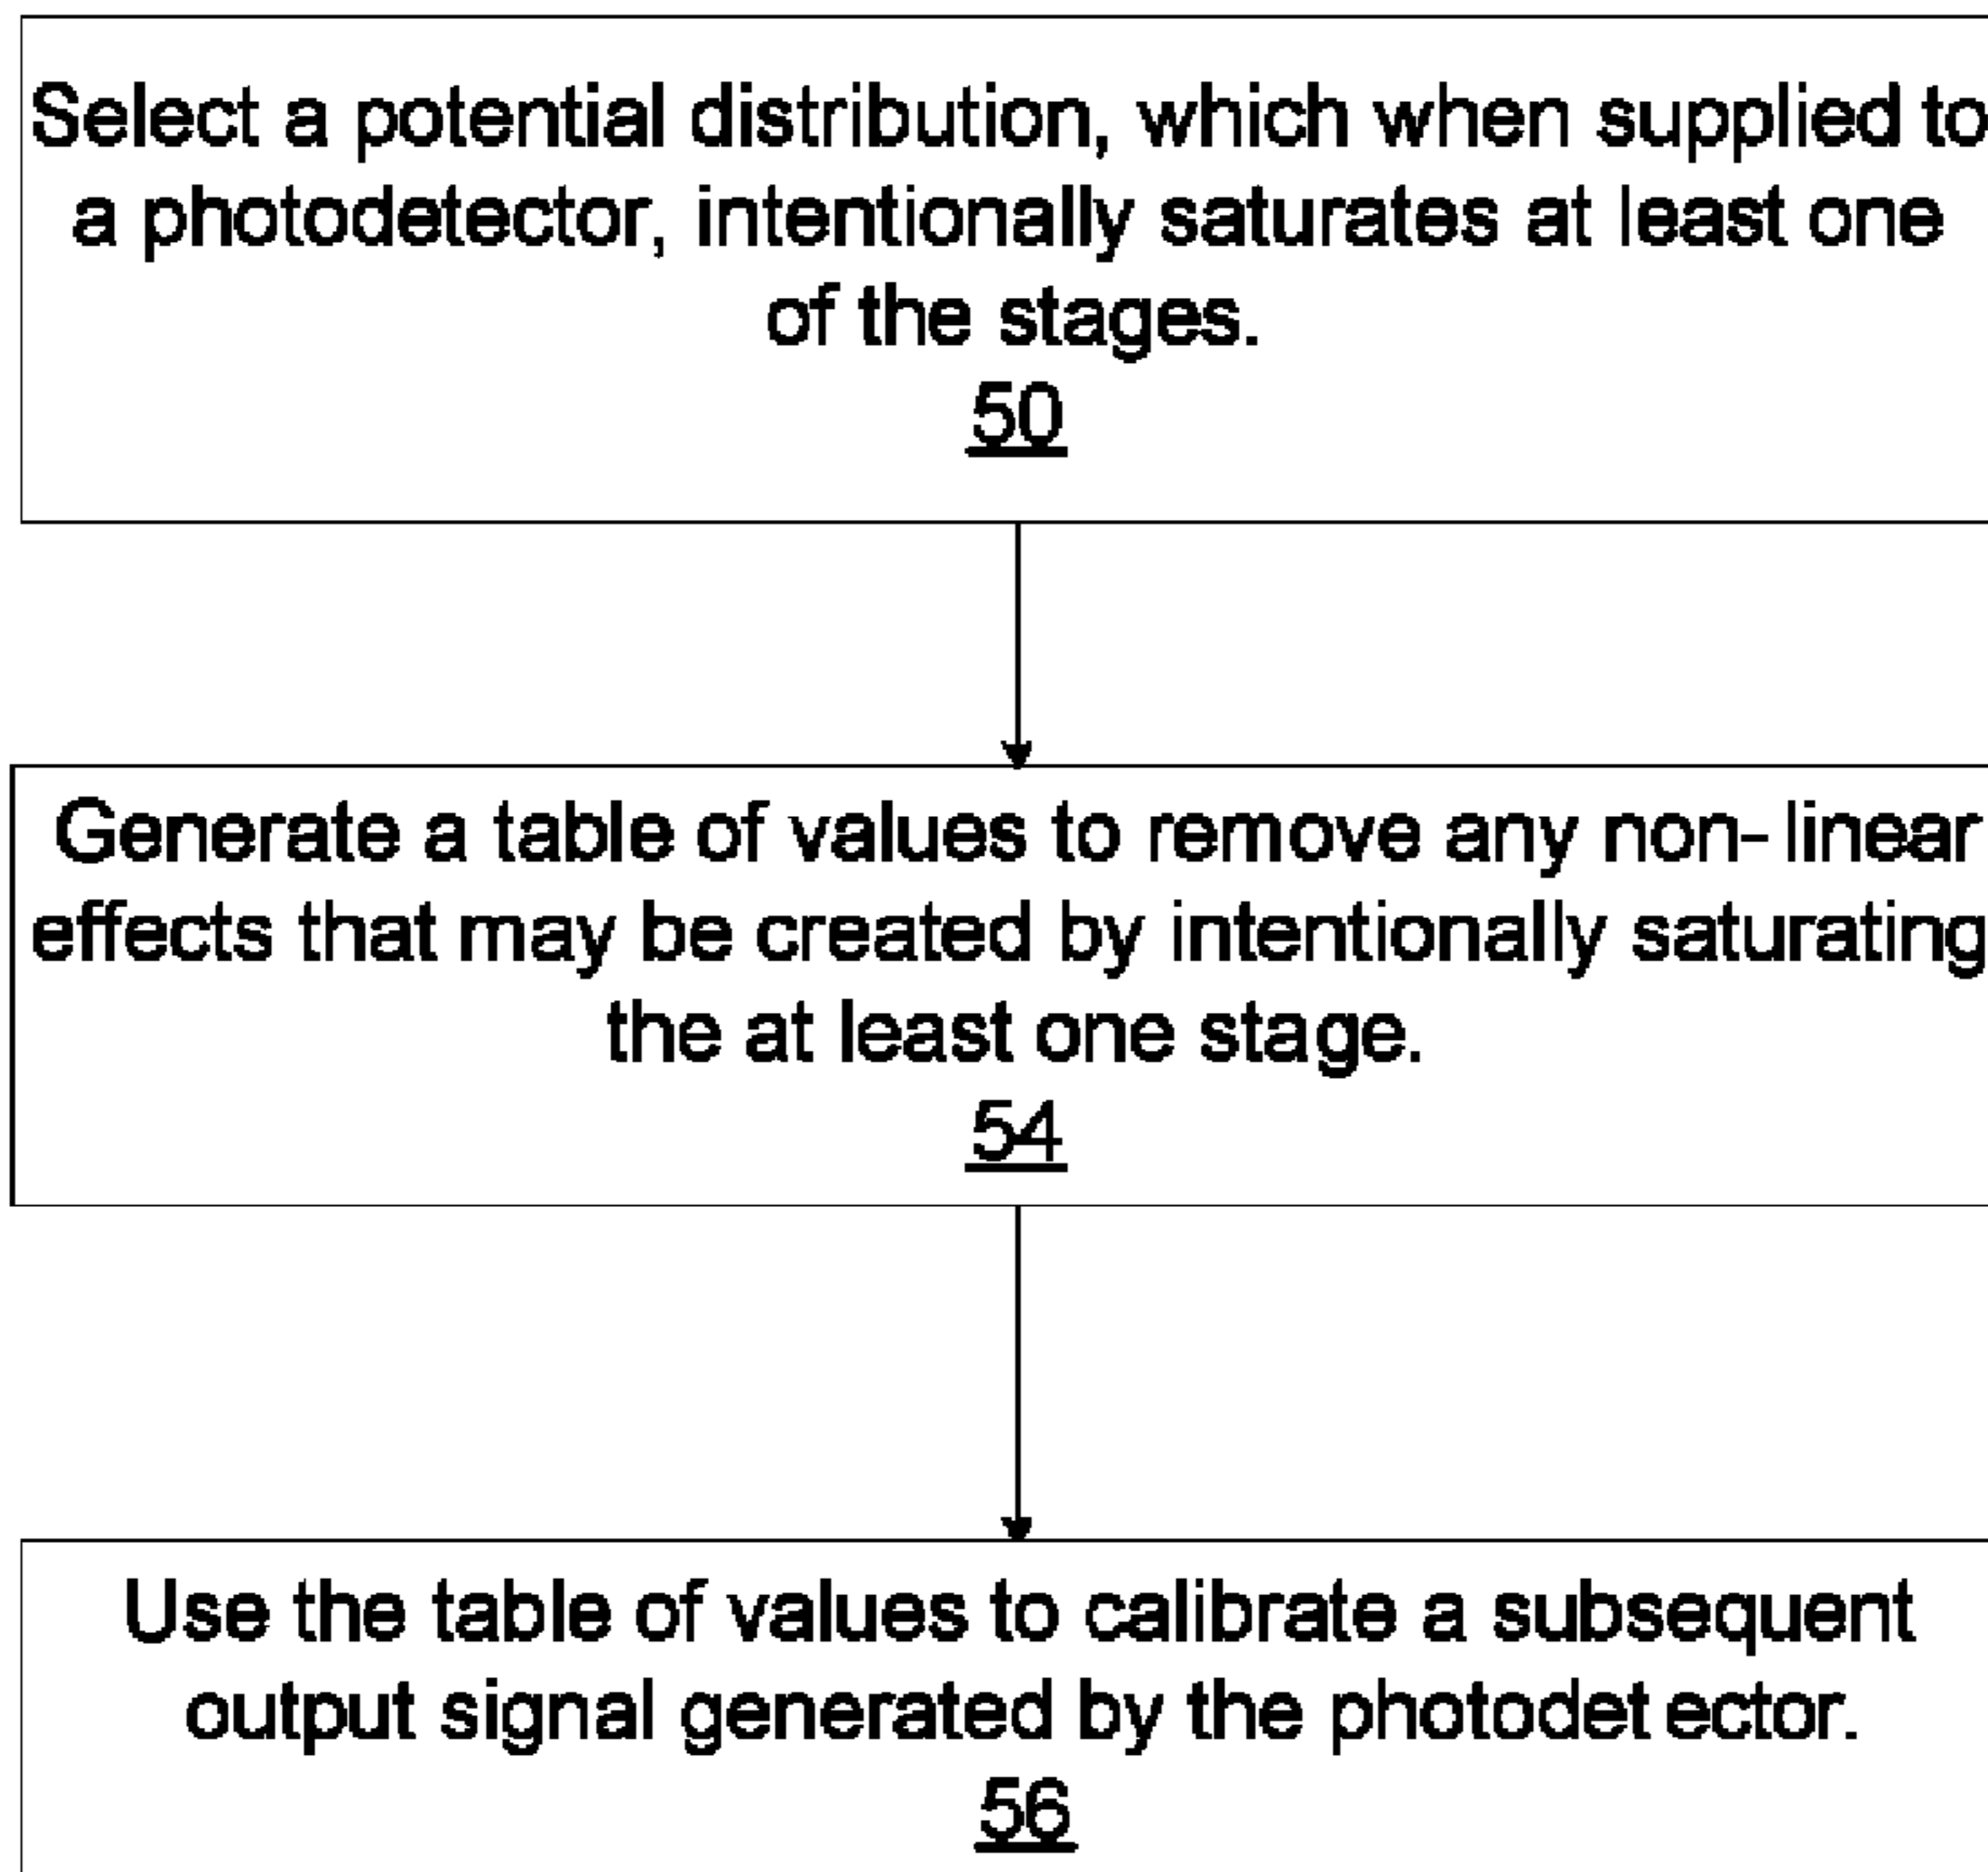 Select a potential distribution, which when supplied to
a photodetector, intentionally saturates at least one
of the stages.
50
Generate a table of values to remove any non- linear
effects that may be created by intentionally saturating
the at least one stage.
54
Use the table of values to calibrate a subsequent
output signal generated by the photodet ector.
56